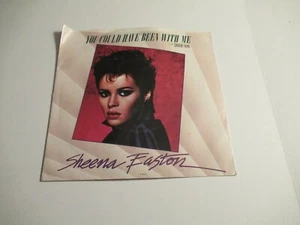 YOU COULD HAVE BEEN WITH ME
Sheena Easton